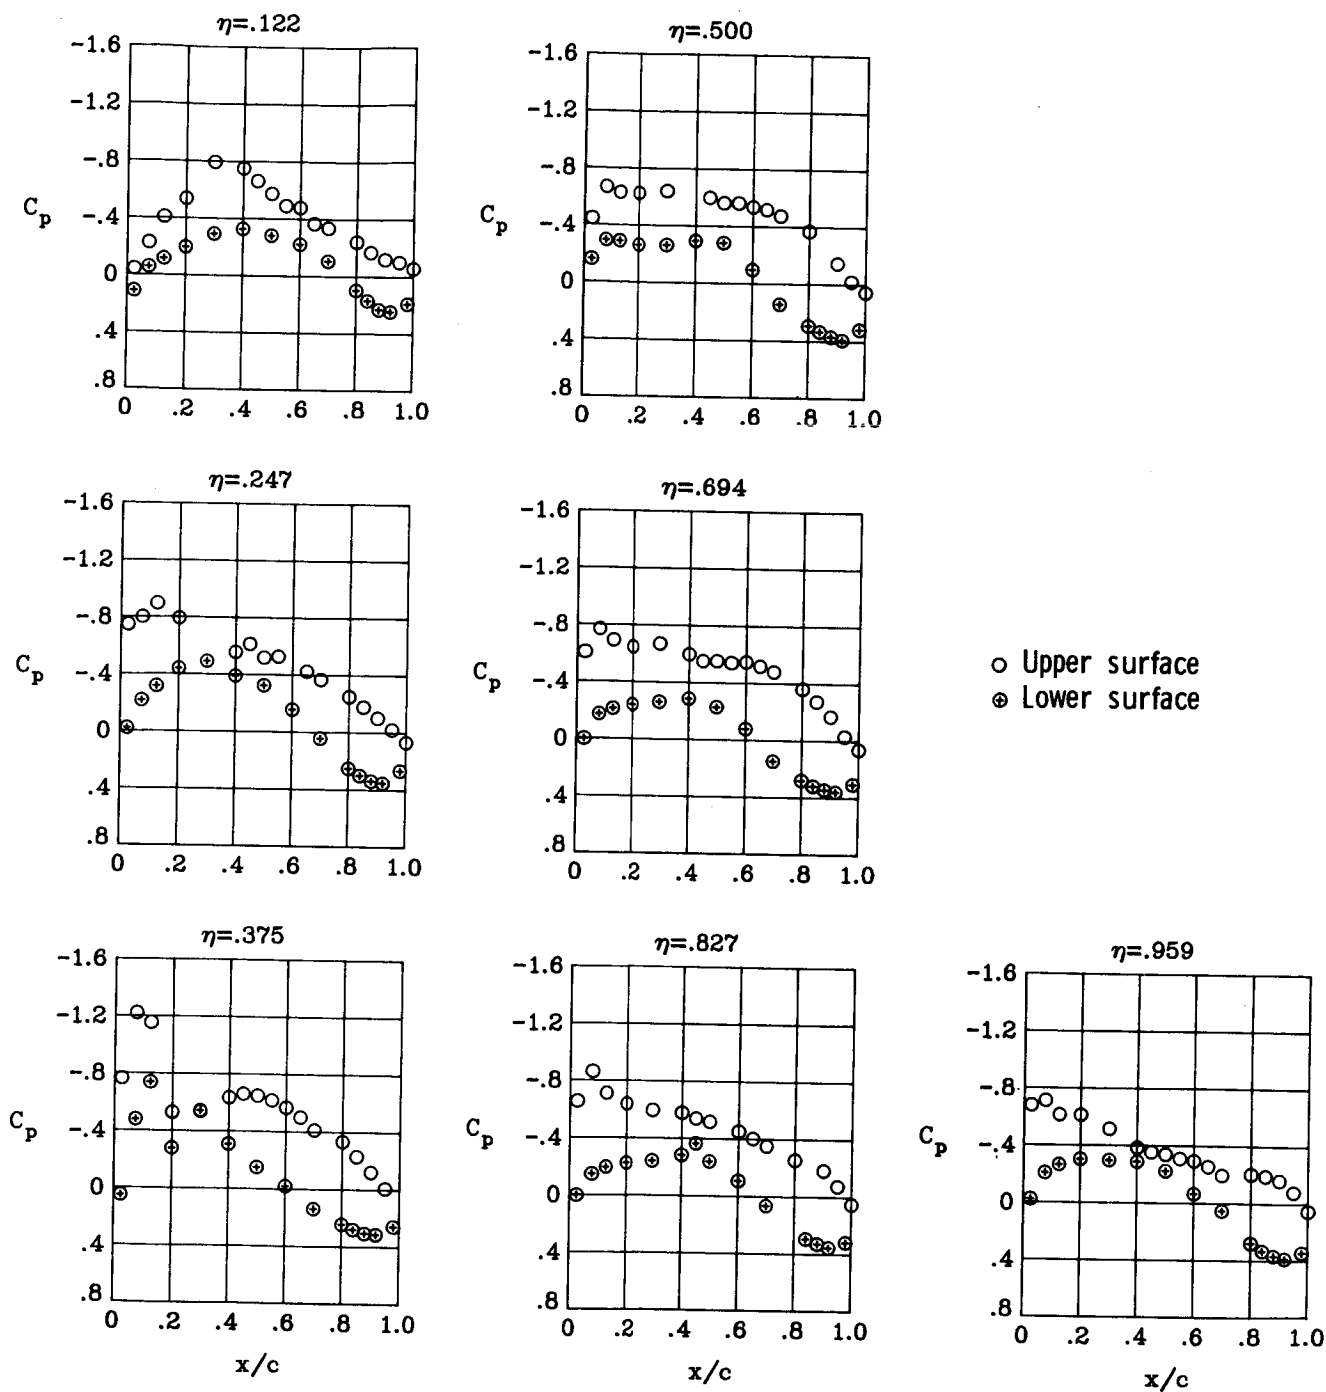 η=.122
-1.6
-1.2
-.8
-.4
0
.4
.8
C_p
0 .2 .4 .6 .8 1.0
η=.500
-1.6
-1.2
-.8
-.4
0
.4
.8
C_p
0 .2 .4 .6 .8 1.0
η=.247
-1.6
-1.2
-.8
-.4
0
.4
.8
C_p
0 .2 .4 .6 .8 1.0
η=.694
-1.6
-1.2
-.8
-.4
0
.4
.8
C_p
0 .2 .4 .6 .8 1.0
Upper surface
Lower surface
η=.375
-1.6
-1.2
-.8
-.4
0
.4
.8
C_p
0 .2 .4 .6 .8 1.0
x/c
η=.827
-1.6
-1.2
-.8
-.4
0
.4
.8
C_p
0 .2 .4 .6 .8 1.0
x/c
η=.959
-1.6
-1.2
-.8
-.4
0
.4
.8
C_p
0 .2 .4 .6 .8 1.0
x/c